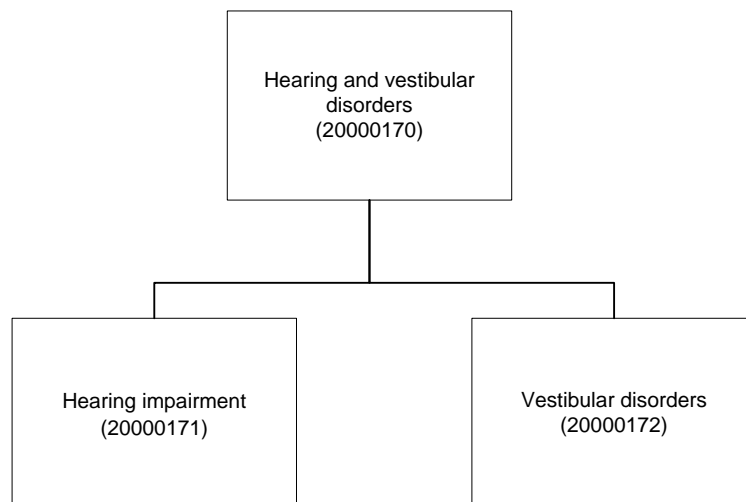 Hearing and vestibular
disorders
(20000170)
Hearing impairment
(20000171)
Vestibular disorders
(20000172)